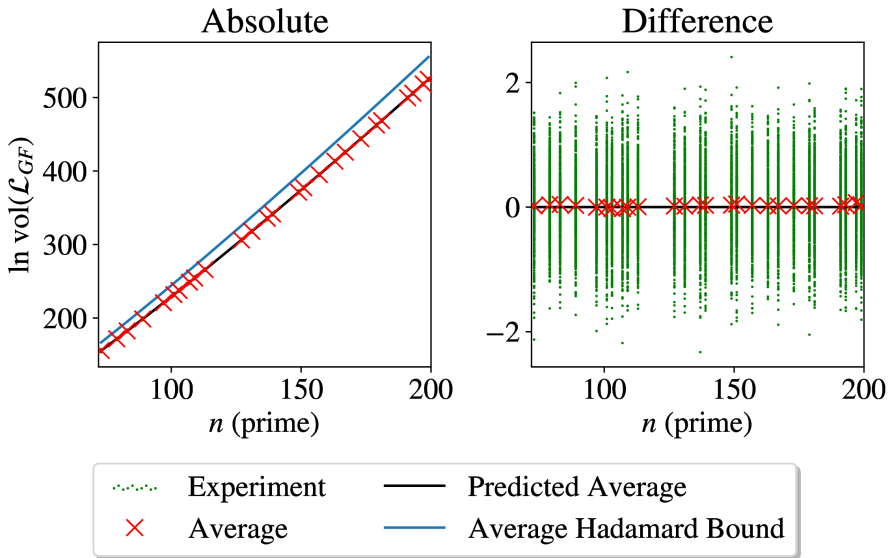 Absolute
ln vol(𝓛_GF)
500
400
300
200
100
150
200
n (prime)
Difference
2
0
−2
100
150
200
n (prime)
Experiment
Average
Predicted Average
Average Hadamard Bound